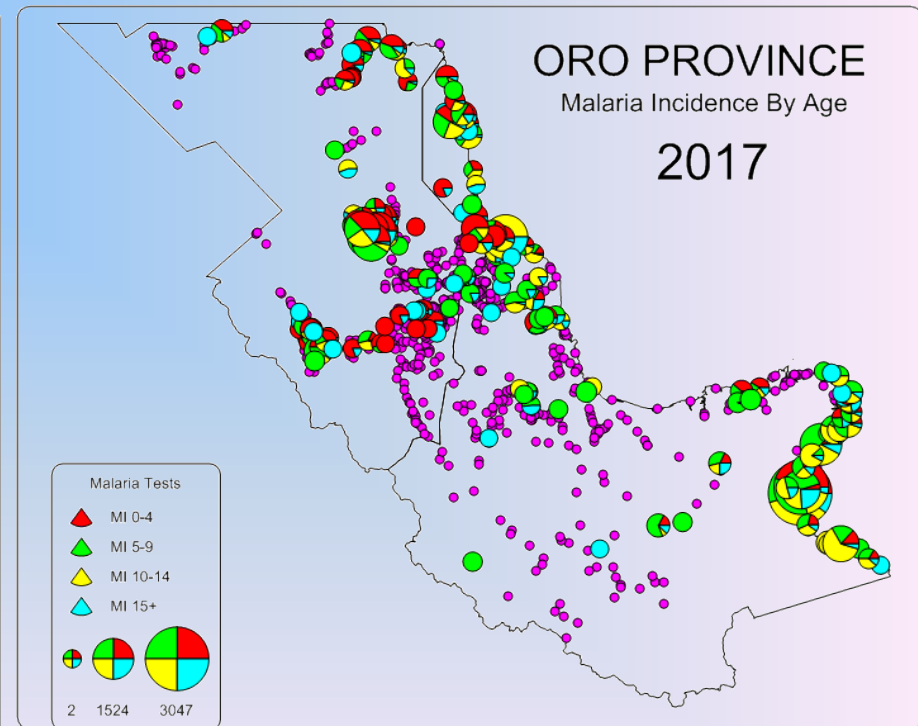 ORO PROVINCE
Malaria Incidence By Age
2017
Malaria Tests
MI 0-4
MI 5-9
MI 10-14
MI 15+
2 1524 3047